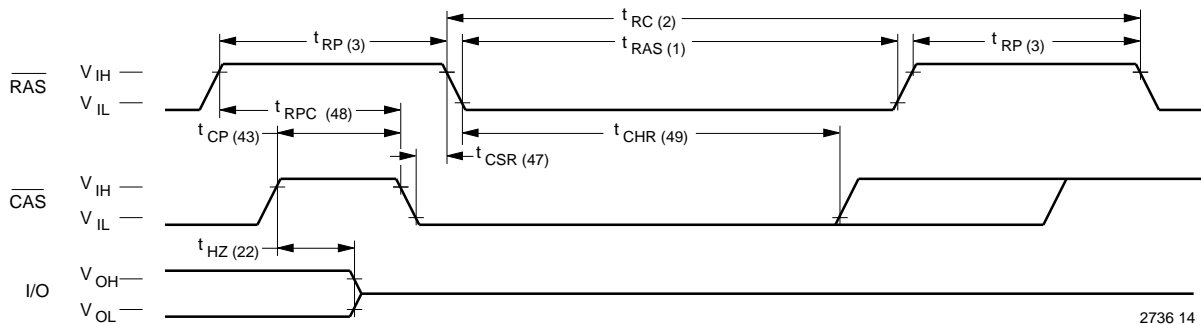 t RC (2)
t RP (3)
t RAS (1)
t RP (3)
RAS
V IH
V IL
t RPC (48)
t CP (43)
t CHR (49)
t CSR (47)
CAS
V IH
V IL
t HZ (22)
I/O
V OH
V OL
2736 14